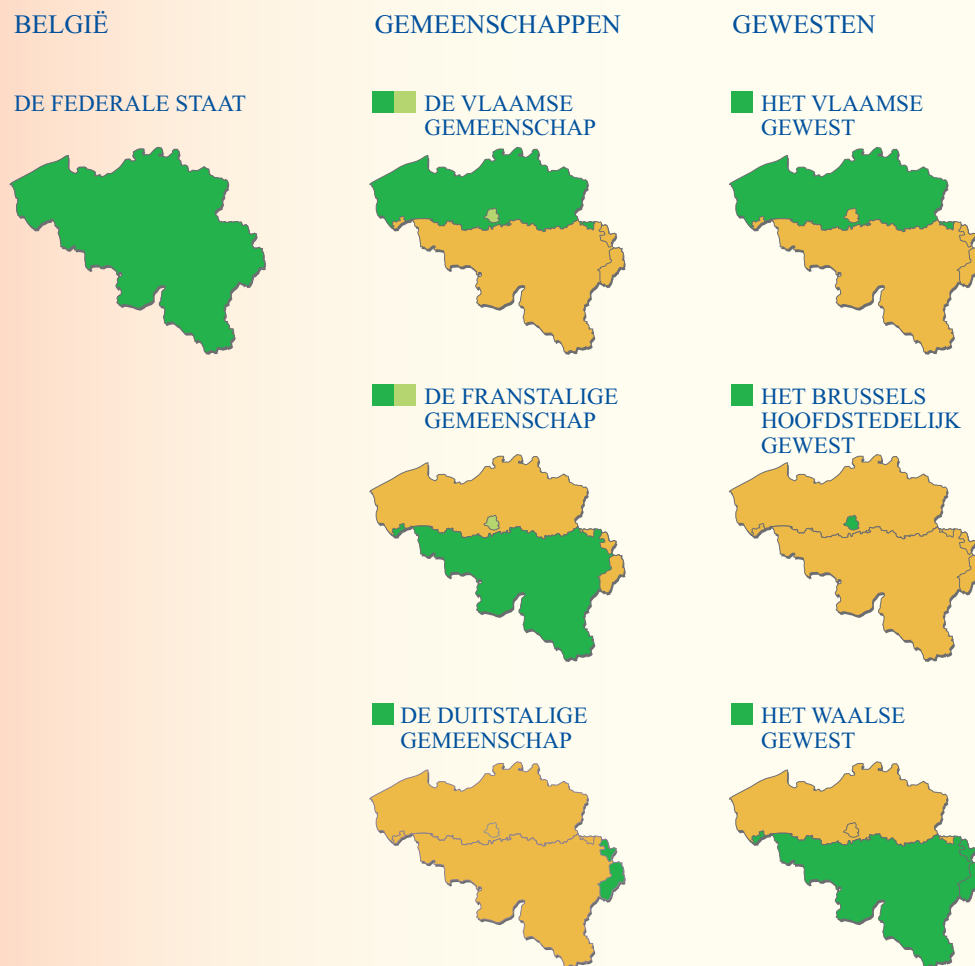 BELGIË
DE FEDERALE STAAT
GEMEENSCHAPPEN
DE VLAAMSE
GEMEENSCHAP
DE FRANSTALIGE
GEMEENSCHAP
DE DUITSTALIGE
GEMEENSCHAP
GEWESTEN
HET VLAAMSE
GEWEST
HET BRUSSELS
HOOFDSTEDELIJK
GEWEST
HET WAALSE
GEWEST